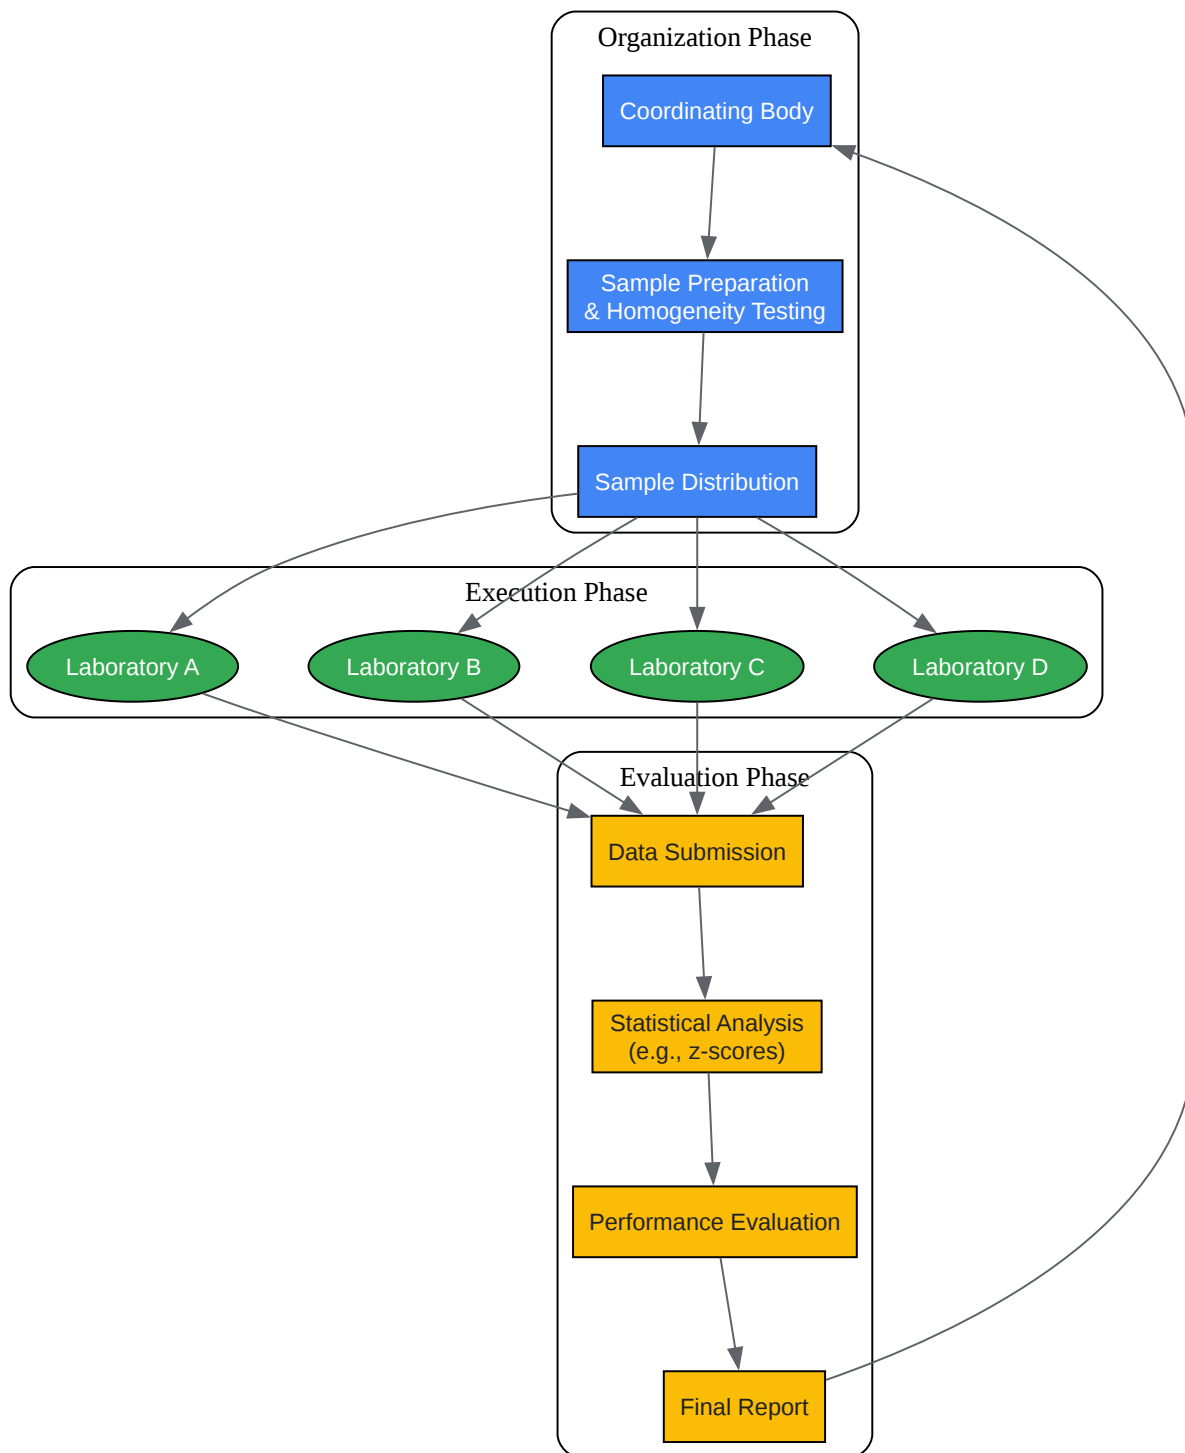 Organization Phase
Coordinating Body
Sample Preparation
& Homogeneity Testing
Sample Distribution
Execution Phase
Laboratory A
Laboratory B
Laboratory C
Laboratory D
Evaluation Phase
Data Submission
Statistical Analysis
(e.g., z-scores)
Performance Evaluation
Final Report